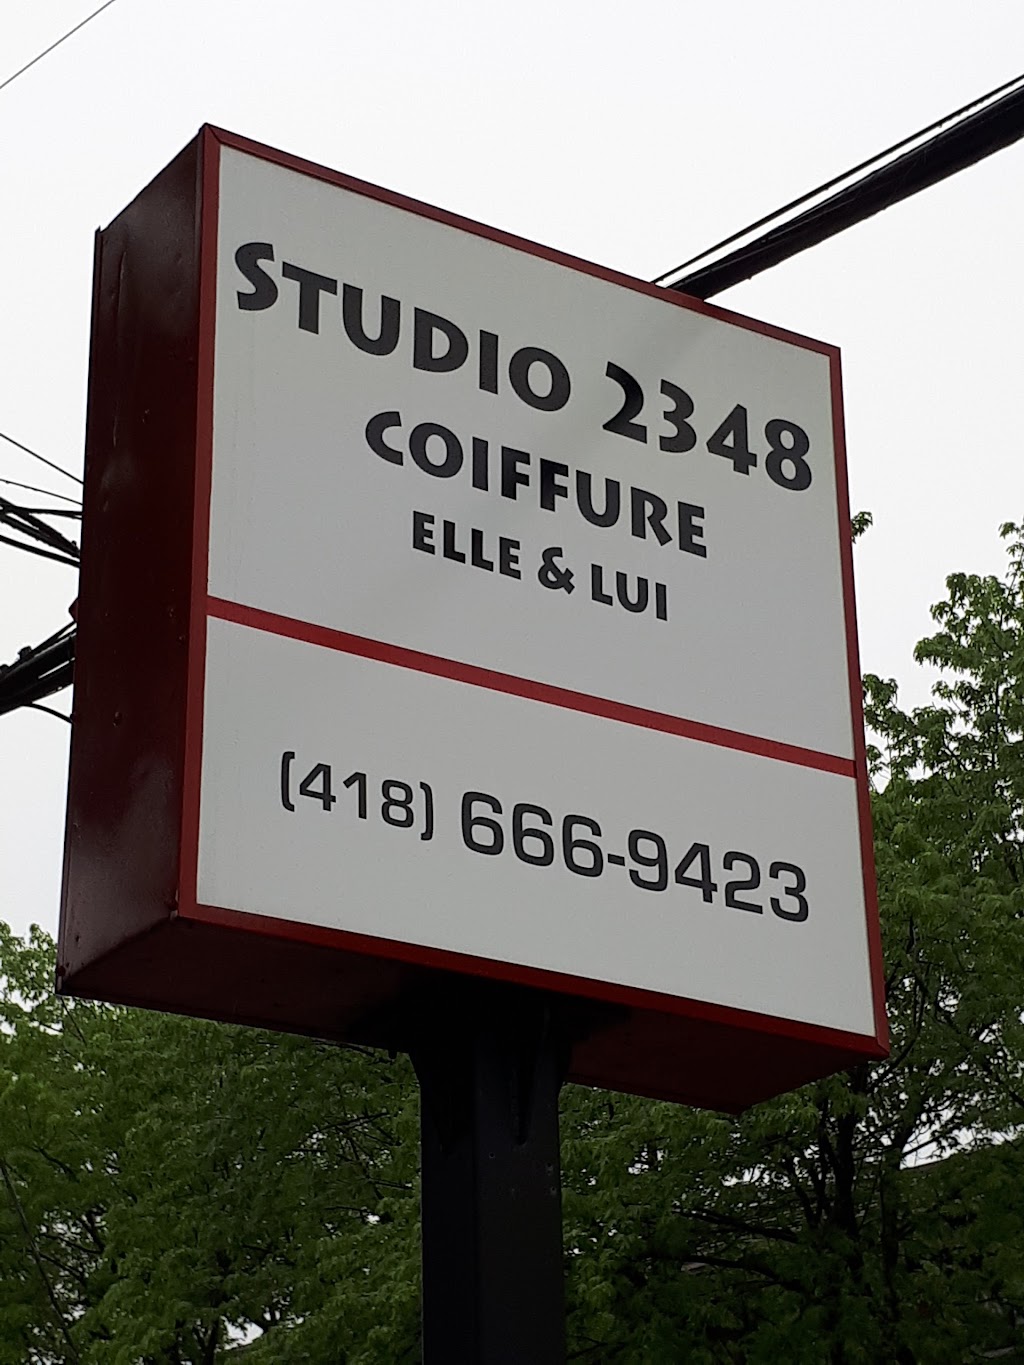 STUDIO 2348
COIFFURE
ELLE & LUI
(418) 666-9423